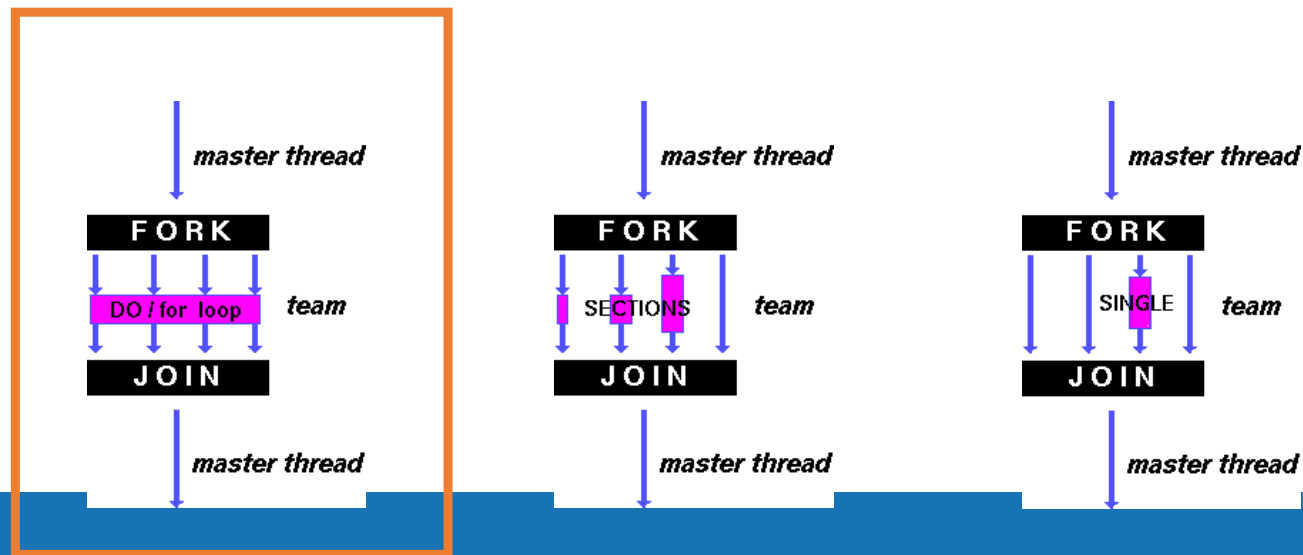 master thread
FORK
DO / for loop
team
JOIN
master thread
master thread
FORK
SECTIONS
team
JOIN
master thread
master thread
FORK
SINGLE
team
JOIN
master thread